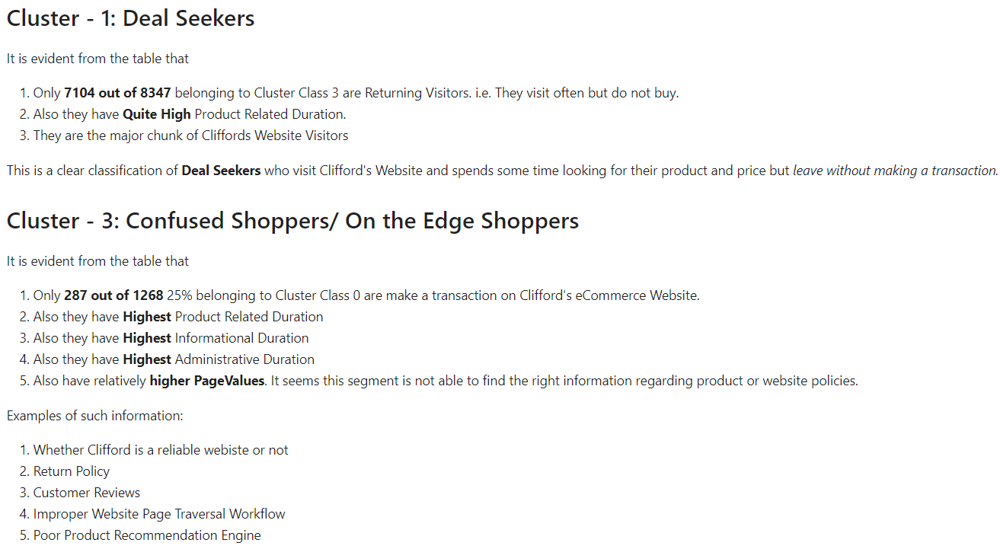 Cluster - 1: Deal Seekers
It is evident from the table that
1. Only 7104 out of 8347 belonging to Cluster Class 3 are Returning Visitors. i.e. They visit often but do not buy.
2. Also they have Quite High Product Related Duration.
3. They are the major chunk of Cliffords Website Visitors
This is a clear classification of Deal Seekers who visit Clifford's Website and spends some time looking for their product and price but leave without making a transaction.
Cluster - 3: Confused Shoppers/ On the Edge Shoppers
It is evident from the table that
1. Only 287 out of 1268 25% belonging to Cluster Class 0 are make a transaction on Clifford's eCommerce Website.
2. Also they have Highest Product Related Duration
3. Also they have Highest Informational Duration
4. Also they have Highest Administrative Duration
5. Also have relatively higher PageValues. It seems this segment is not able to find the right information regarding product or website policies.
Examples of such information:
1. Whether Clifford is a reliable webiste or not
2. Return Policy
3. Customer Reviews
4. Improper Website Page Traversal Workflow
5. Poor Product Recommendation Engine